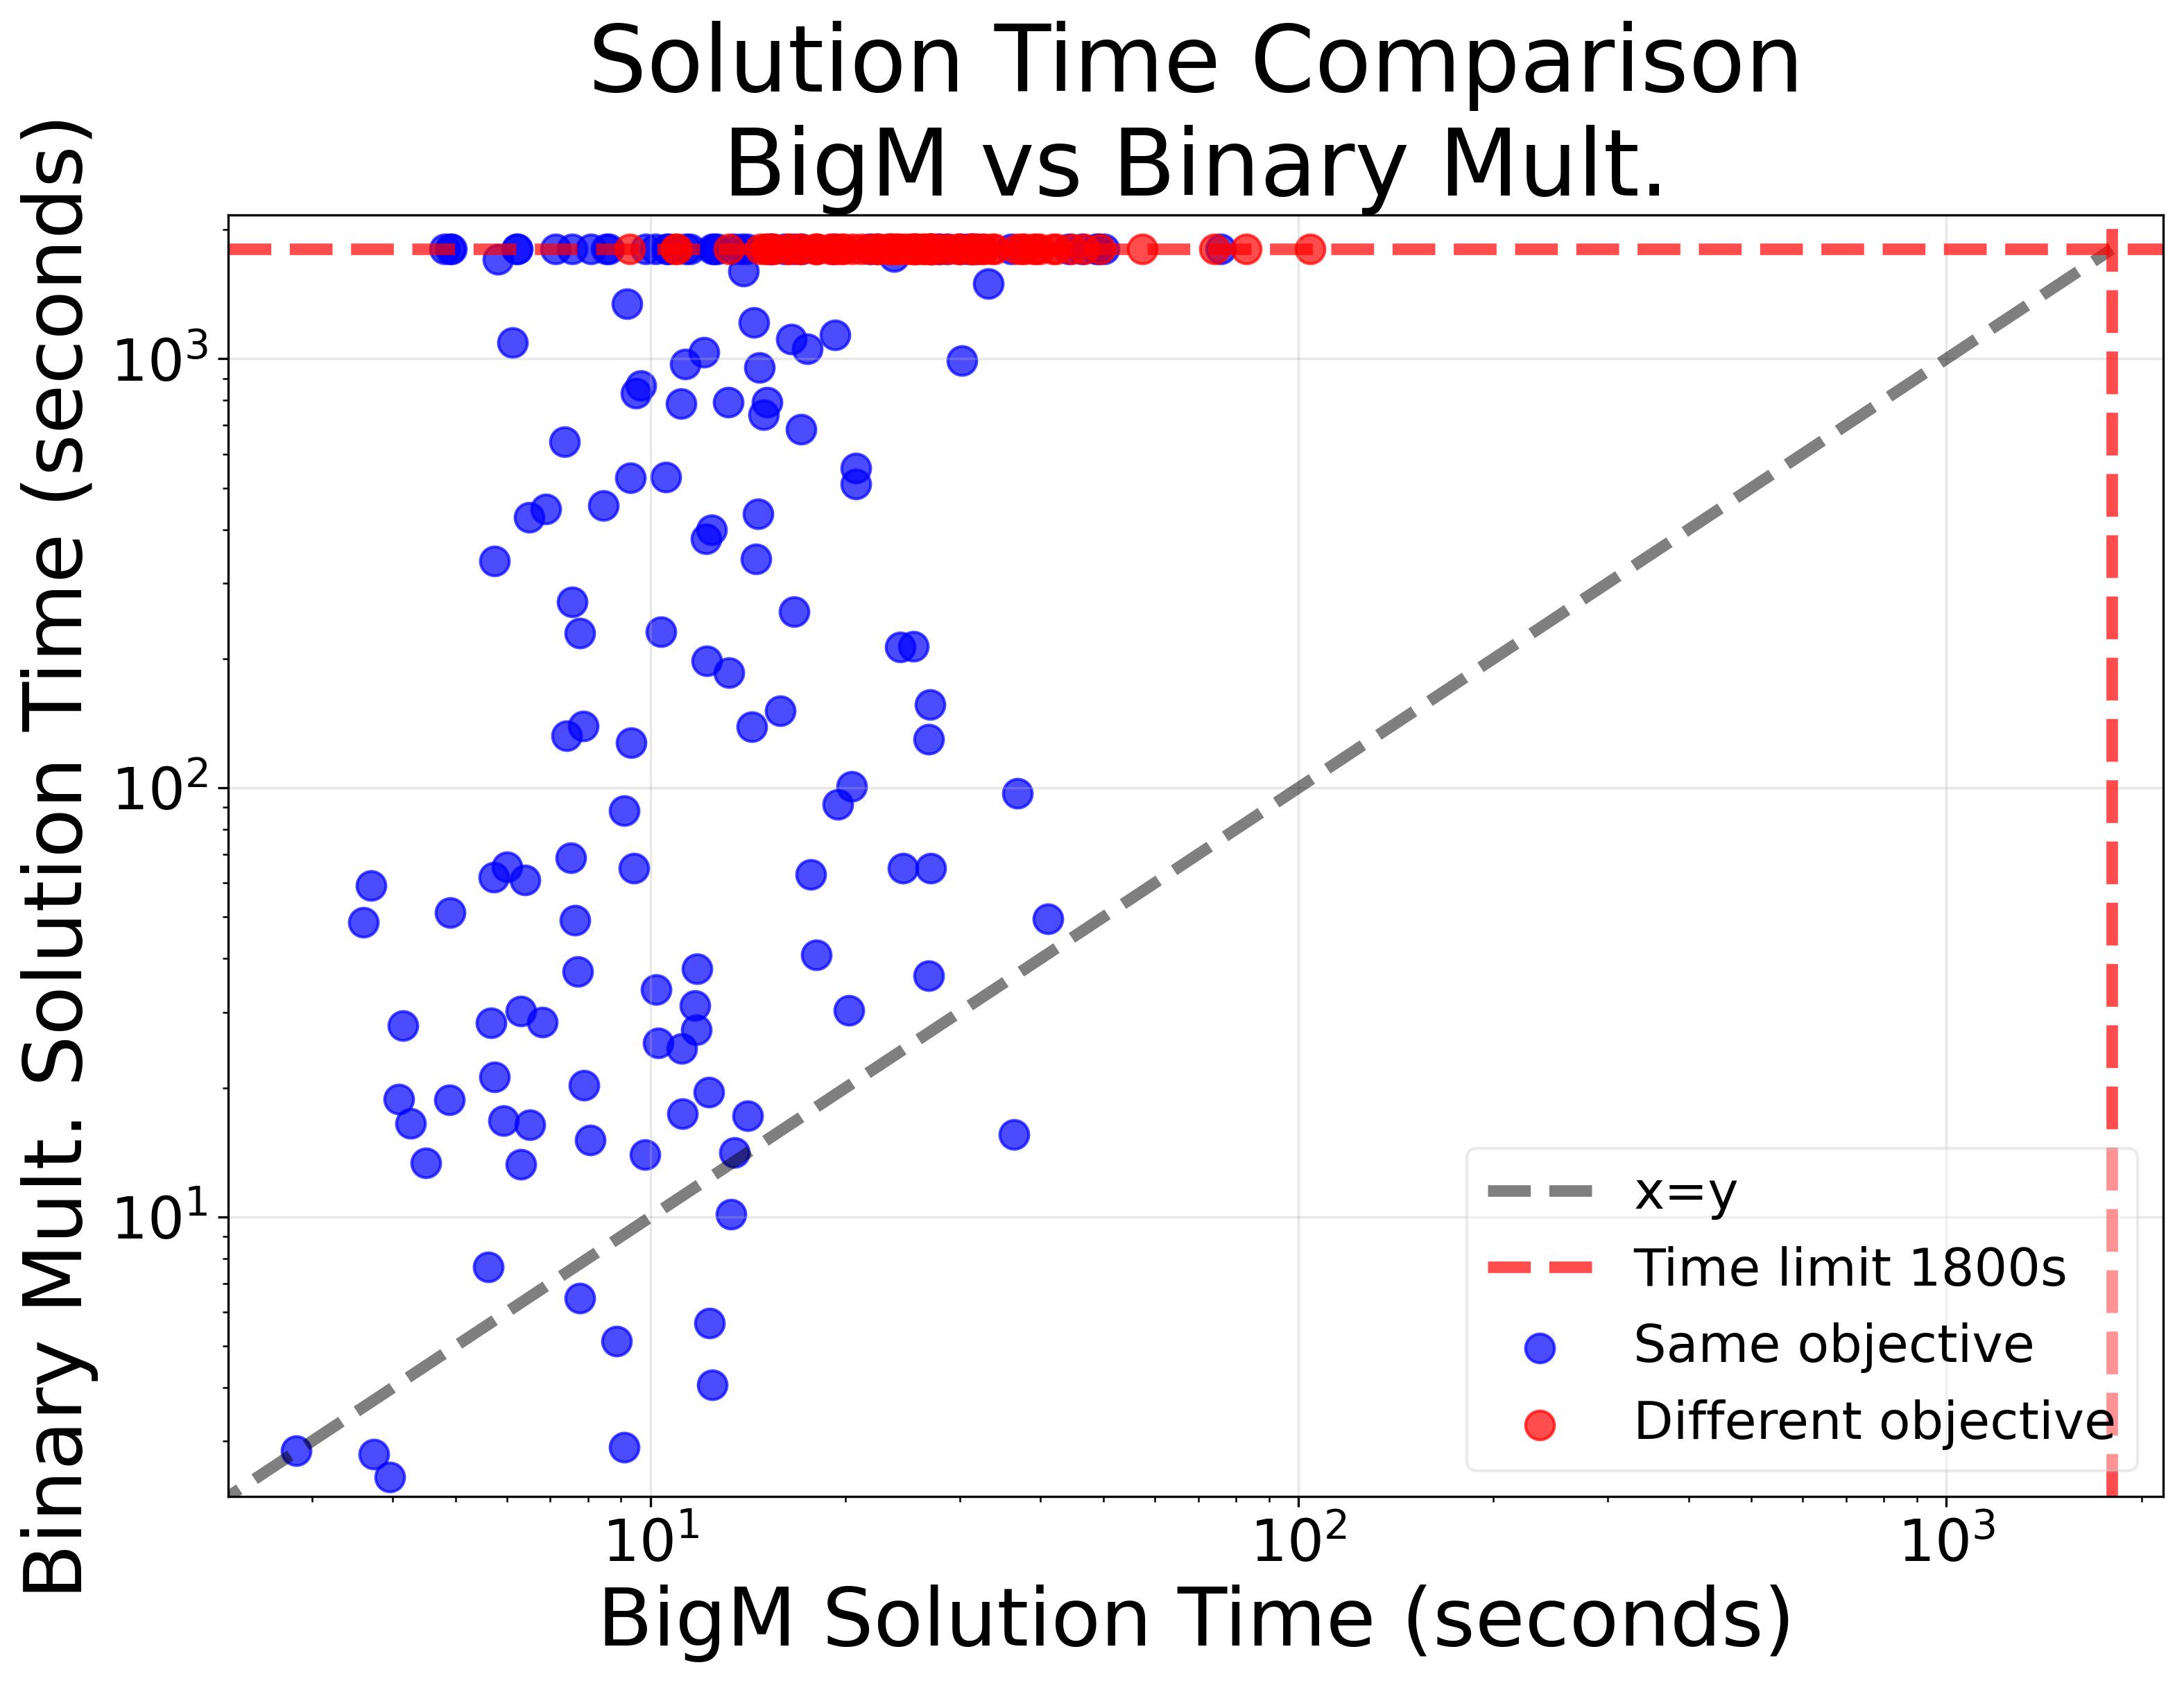 Solution Time Comparison
BigM vs Binary Mult.
Binary Mult. Solution Time (seconds)
10³
10²
10¹
x=y
Time limit 1800s
Same objective
Different objective
10¹
10²
10³
BigM Solution Time (seconds)